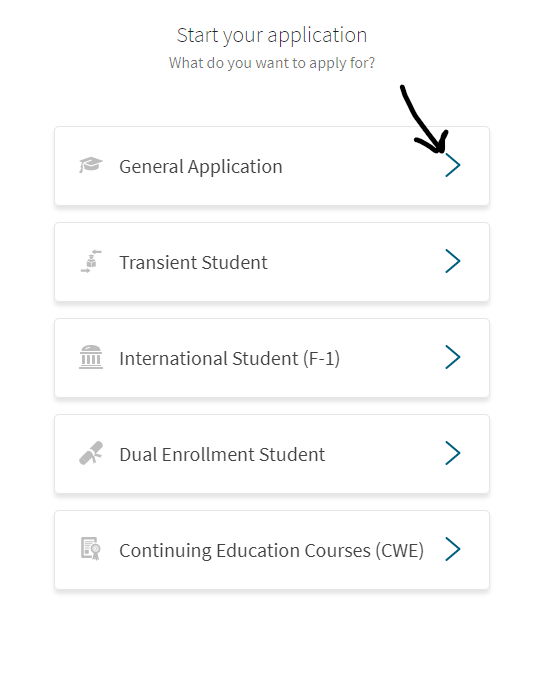 Start your application
What do you want to apply for?
General Application
Transient Student
International Student (F-1)
Dual Enrollment Student
Continuing Education Courses (CWE)